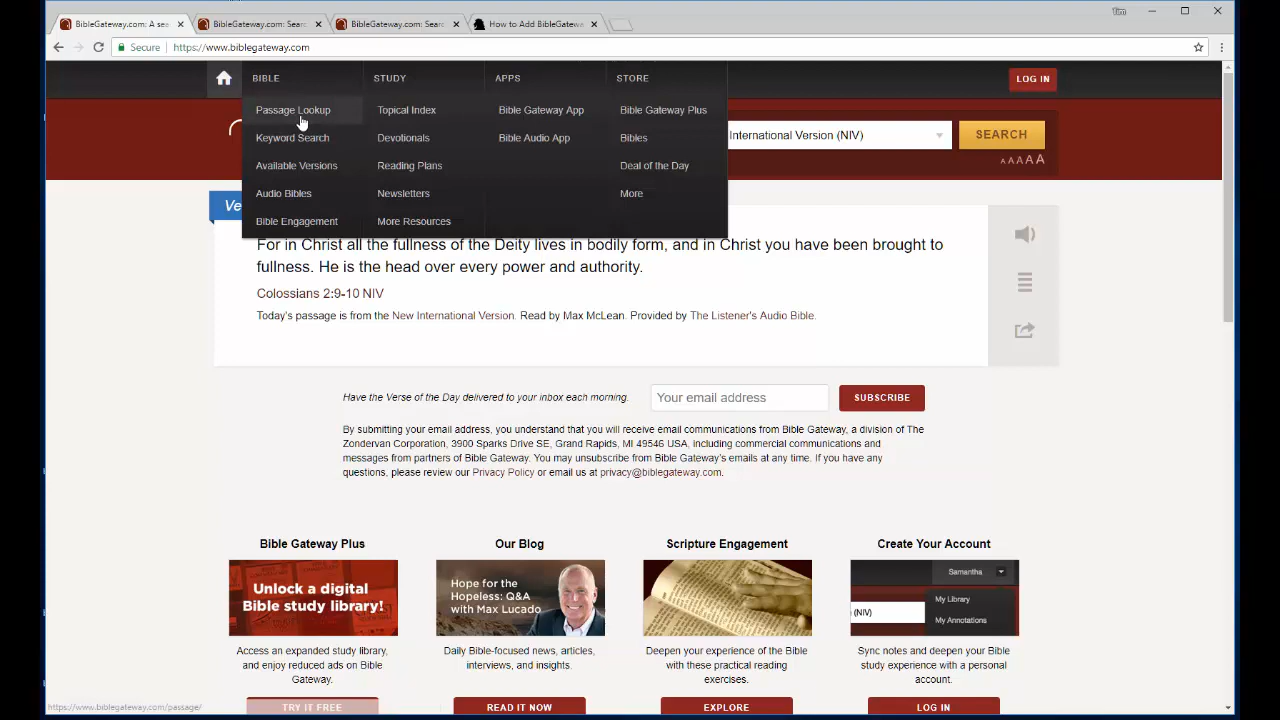 BibleGateway.com: A sea
BibleGateway.com: Searc
BibleGateway.com: Searc
How to Add BibleGatewa
Tim
Secure
https://www.biblegateway.com
BIBLE
STUDY
APPS
STORE
LOG IN
Passage Lookup
Topical Index
Bible Gateway App
Bible Gateway Plus
Keyword Search
Devotionals
Bible Audio App
Bibles
International Version (NIV)
SEARCH
A A A A A
Available Versions
Reading Plans
Deal of the Day
Audio Bibles
Newsletters
More
Ve
Bible Engagement
More Resources
For in Christ all the fullness of the Deity lives in bodily form, and in Christ you have been brought to
fullness. He is the head over every power and authority.
Colossians 2:9-10 NIV
Today's passage is from the New International Version. Read by Max McLean. Provided by The Listener's Audio Bible.
Have the Verse of the Day delivered to your inbox each morning.
Your email address
SUBSCRIBE
By submitting your email address, you understand that you will receive email communications from Bible Gateway, a division of The
Zondervan Corporation, 3900 Sparks Drive SE, Grand Rapids, MI 49546 USA, including commercial communications and
messages from partners of Bible Gateway. You may unsubscribe from Bible Gateway's emails at any time. If you have any
questions, please review our Privacy Policy or email us at privacy@biblegateway.com.
Bible Gateway Plus
Our Blog
Scripture Engagement
Create Your Account
Unlock a digital
Bible study library!
Hope for the
Hopeless: Q&A
with Max Lucado
Samantha
My Library
(NIV)
My Annotations
Access an expanded study library,
and enjoy reduced ads on Bible
Gateway.
Daily Bible-focused news, articles,
interviews, and insights.
Deepen your experience of the Bible
with these practical reading
exercises.
Sync notes and deepen your Bible
study experience with a personal
account.
TRY IT FREE
READ IT NOW
EXPLORE
LOG IN
https://www.biblegateway.com/passage/